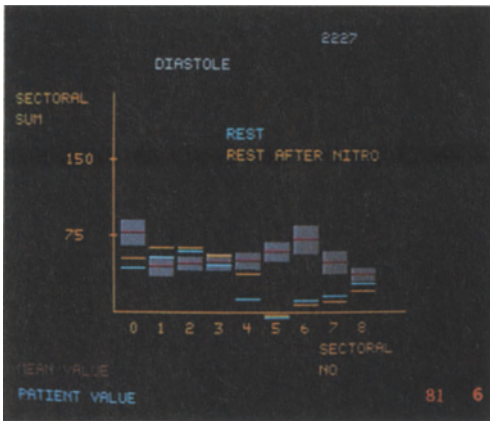 2227
DIASTOLE
SECTORAL
SUM
REST
REST AFTER NITRO
150
75
0 1 2 3 4 5 6 7 8
SECTORAL
NO
MEAN VALUE
PATIENT VALUE
81 6